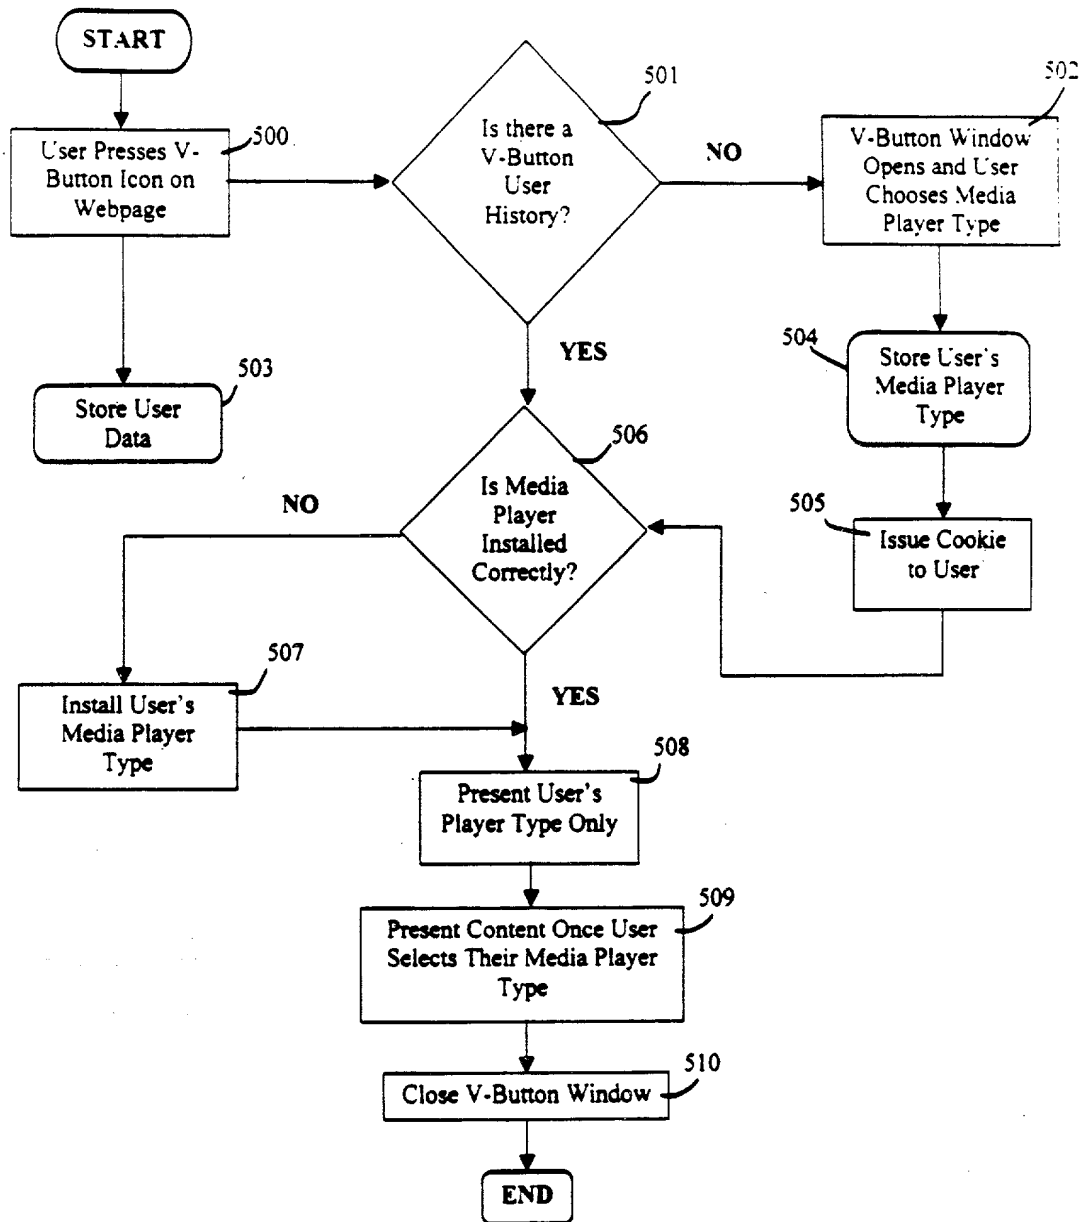 START
500
User Presses V-
Button Icon on
Webpage
501
Is there a
V-Button
User
History?
NO
502
V-Button Window
Opens and User
Chooses Media
Player Type
YES
503
Store User
Data
504
Store User's
Media Player
Type
505
Issue Cookie
to User
506
Is Media
Player
Installed
Correctly?
NO
507
Install User's
Media Player
Type
YES
508
Present User's
Player Type Only
509
Present Content Once User
Selects Their Media Player
Type
510
Close V-Button Window
END